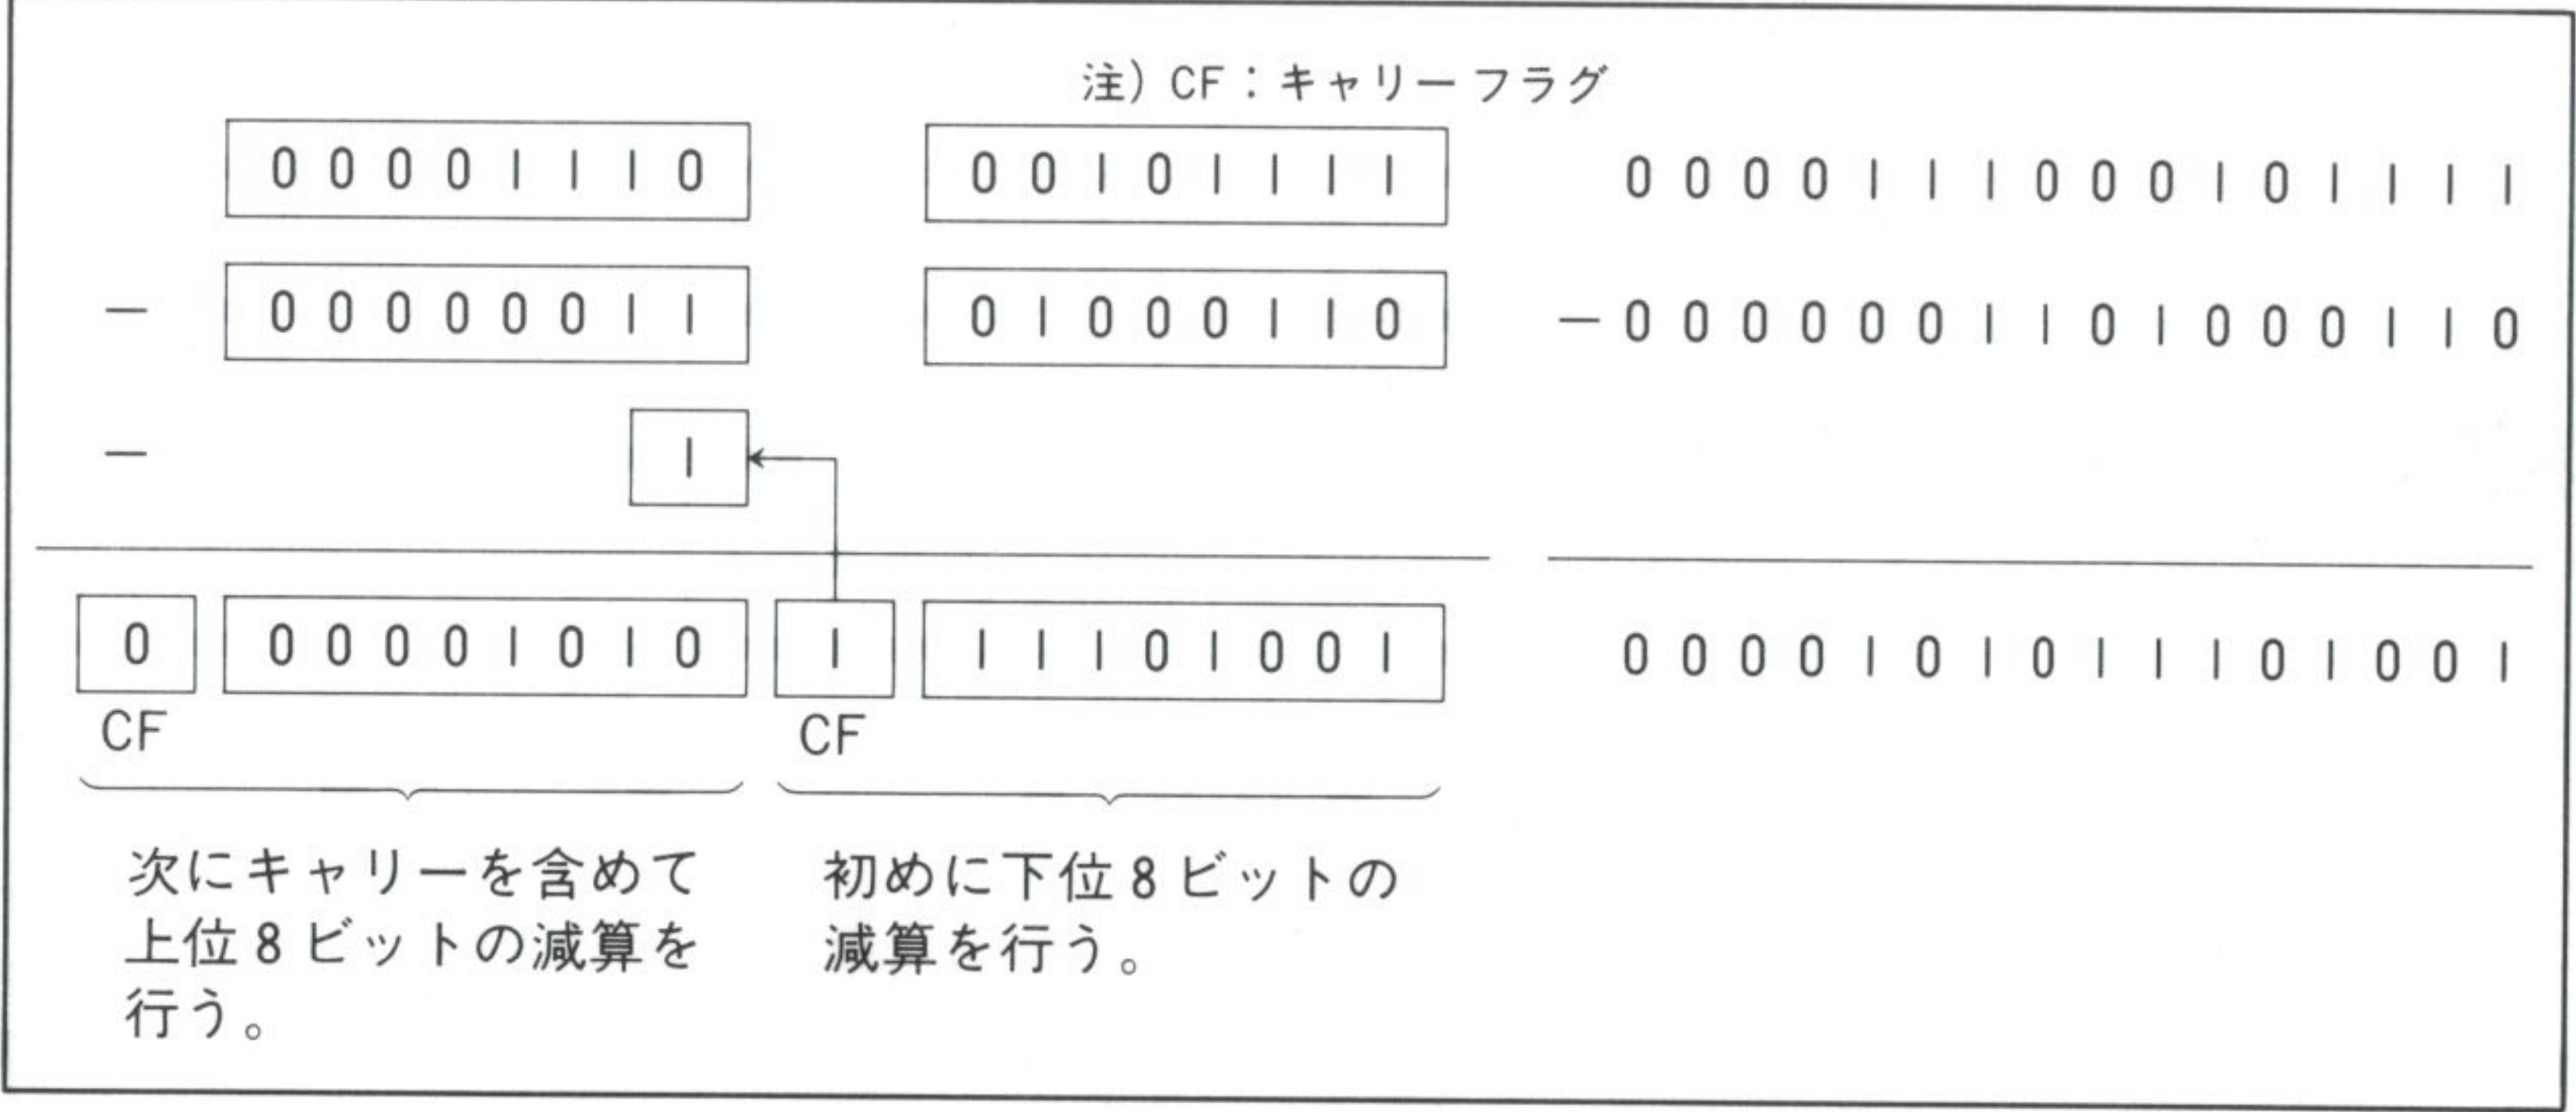 注) CF：キャリーフラグ
00001110 00101111 0000111000101111
－ 00000011 01000110 －0000001101000110
－ 1
0 00001010 1 11101001 0000101011101001
CF CF
次にキャリーを含めて
上位8ビットの減算を
行う。
初めに下位8ビットの
減算を行う。